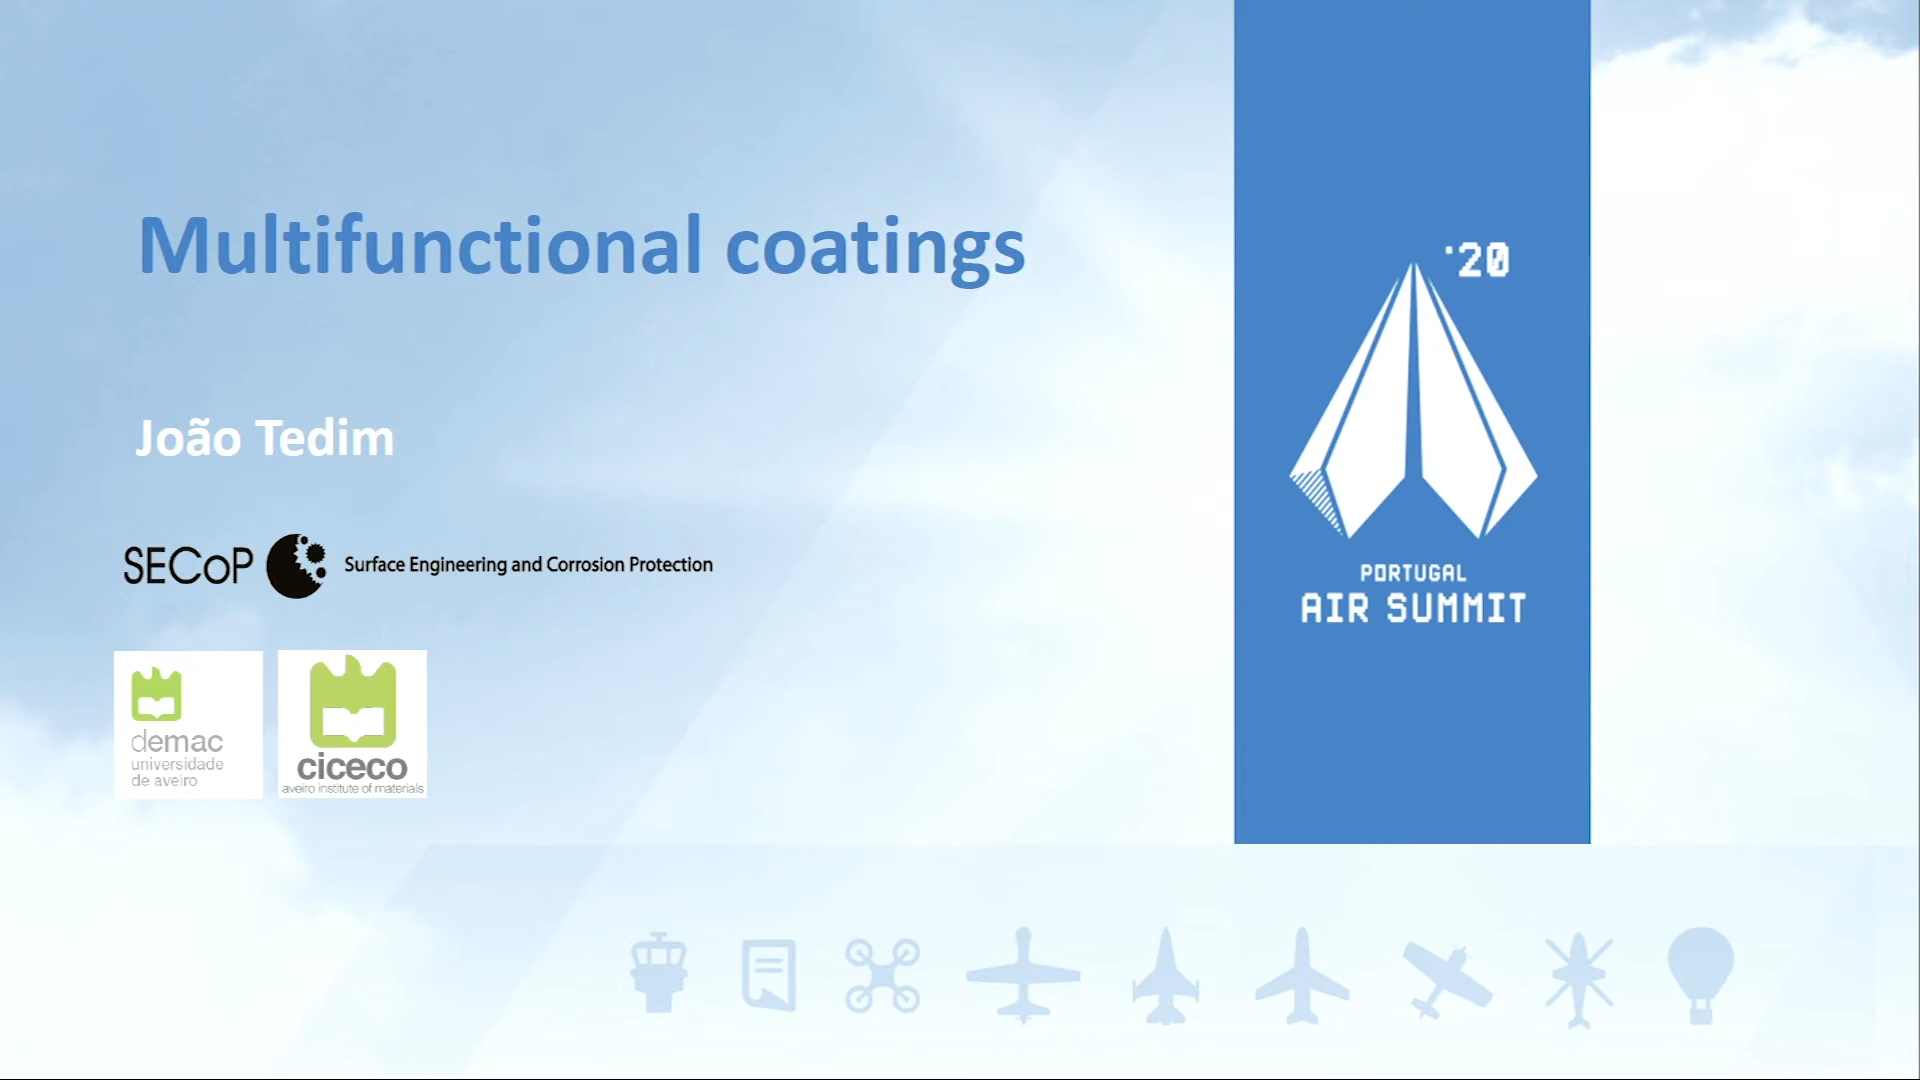 Multifunctional coatings
João Tedim
SECoP Surface Engineering and Corrosion Protection
demac
universidade
de aveiro
ciceco
aveiro institute of materials
'20
PORTUGAL
AIR SUMMIT